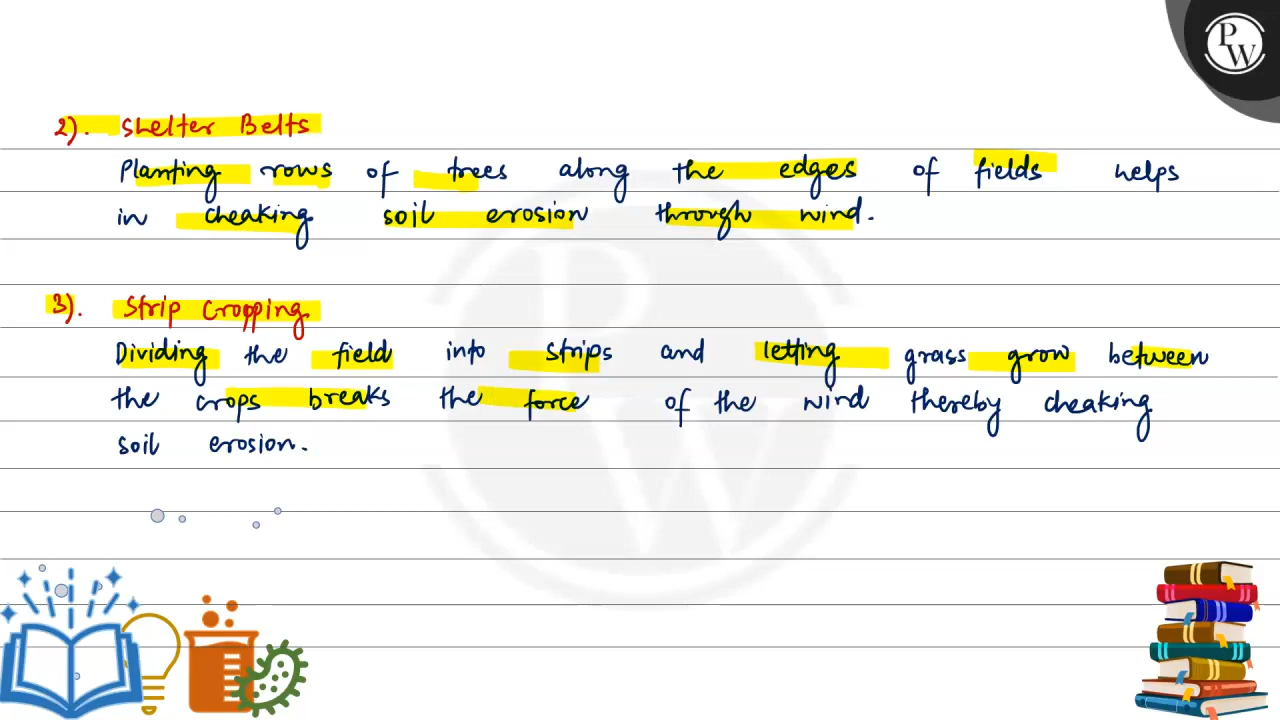 PW
2). Shelter Belts
Planting rows of trees along the edges of fields helps
in cheaking soil erosion through wind.
3). Strip Cropping
Dividing the field into strips and letting grass grow between
the crops breaks the force of the wind thereby cheaking
soil erosion.
PW